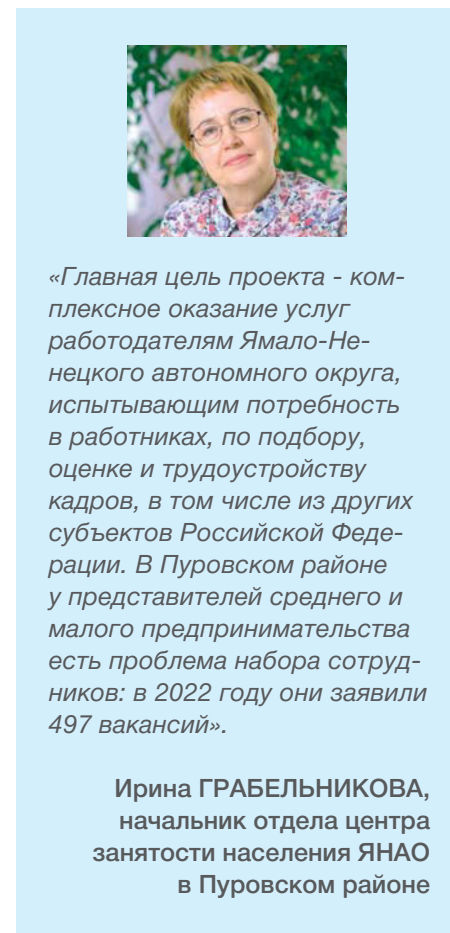 «Главная цель проекта - ком-
плексное оказание услуг
работодателям Ямало-Не-
нецкого автономного округа,
испытывающим потребность
в работниках, по подбору,
оценке и трудоустройству
кадров, в том числе из других
субъектов Российской Феде-
рации. В Пуровском районе
у представителей среднего и
малого предпринимательства
есть проблема набора сотруд-
ников: в 2022 году они заявили
497 вакансий».
Ирина ГРАБЕЛЬНИКОВА,
начальник отдела центра
занятости населения ЯНАО
в Пуровском районе